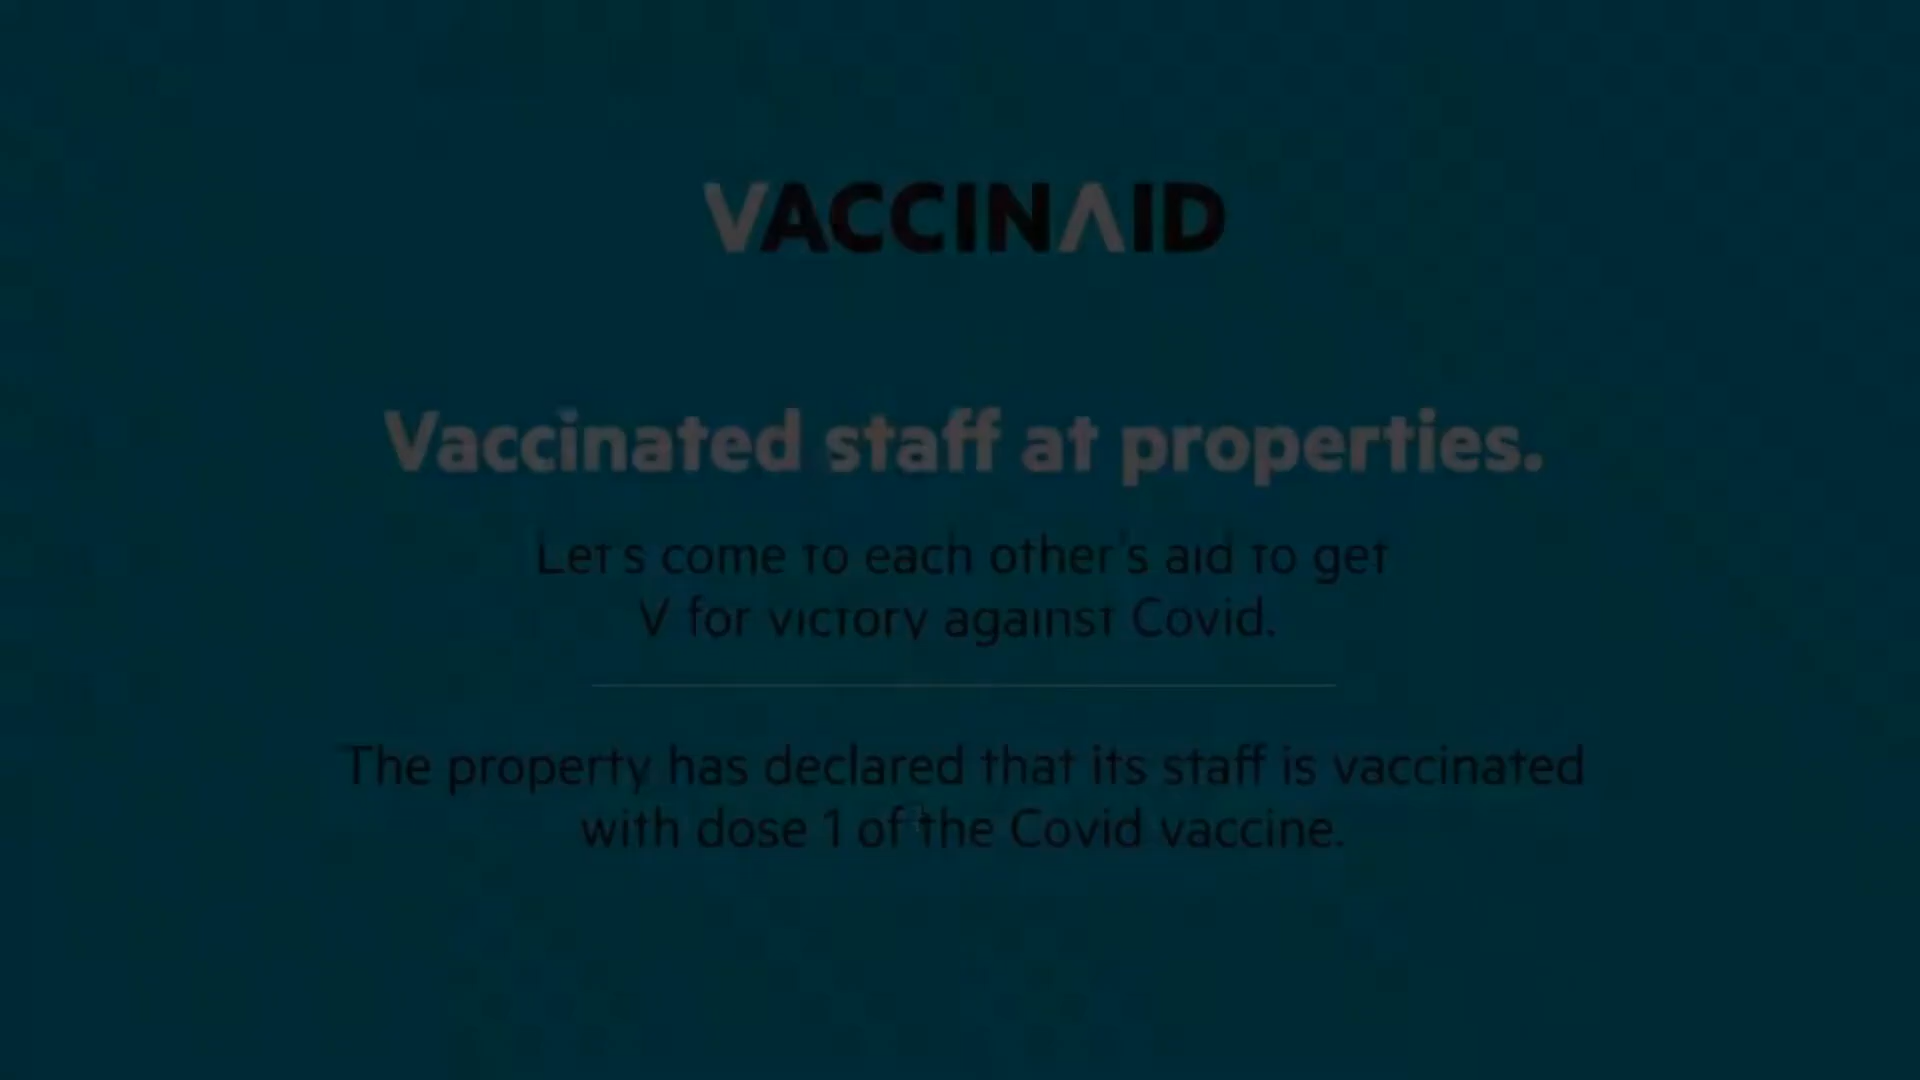 VACCINAID
Vaccinated staff at properties.
Let's come to each other's aid to get
V for victory against Covid.
The property has declared that its staff is vaccinated
with dose 1 of the Covid vaccine.